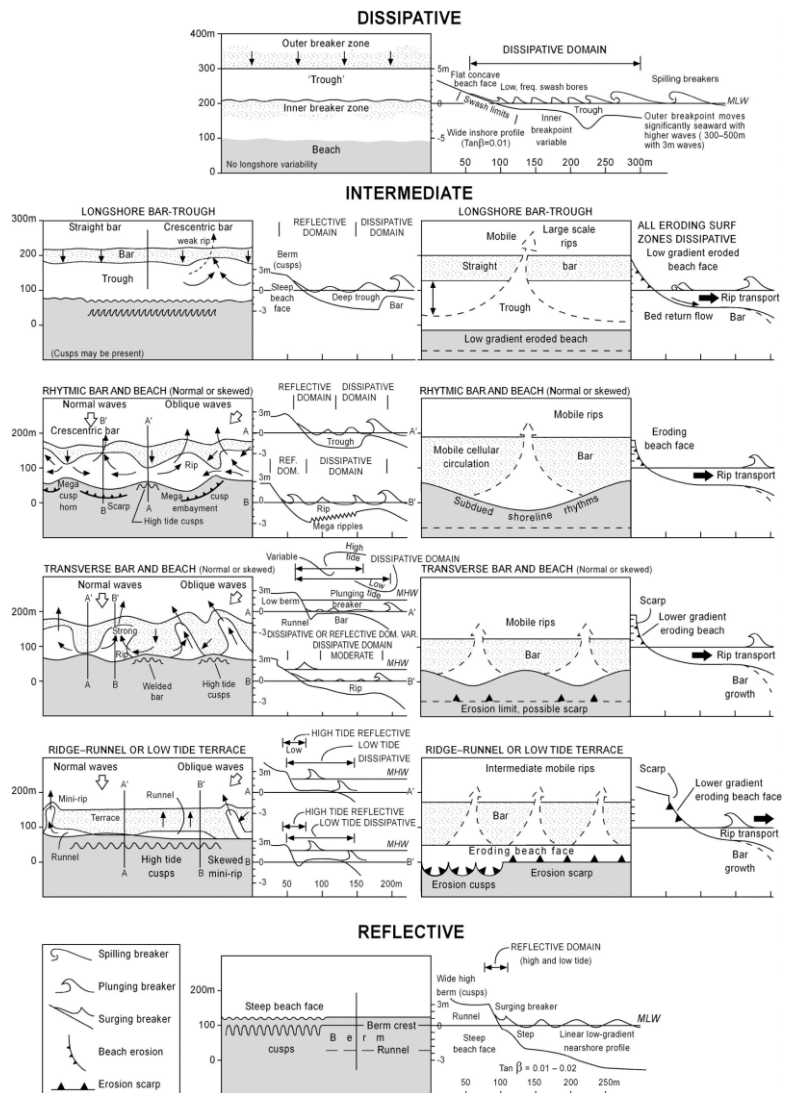 DISSIPATIVE
400m
300
200
100
0
Outer breaker zone
'Trough'
Inner breaker zone
Beach
No longshore variability
DISSIPATIVE DOMAIN
5m
0
-5
Flat concave
beach face
Low, freq. swash bores
Spilling breakers
MLW
Swash limits
Trough
Inner
breakpoint
variable
Wide inshore profile
(Tanβ=0.01)
Outer breakpoint moves
significantly seaward with
higher waves ( 300–500m
with 3m waves)
50 100 150 200 250 300m
INTERMEDIATE
LONGSHORE BAR-TROUGH
300m
200
100
0
Straight bar
Crescentic bar
weak rip
Bar
Trough
(Cusps may be present)
REFLECTIVE
DOMAIN
DISSIPATIVE
DOMAIN
Berm
(cusps)
3m
0
-3
Steep
beach
face
Deep trough
Bar
LONGSHORE BAR-TROUGH
Mobile
Large scale
rips
Straight
bar
Trough
Low gradient eroded beach
ALL ERODING SURF
ZONES DISSIPATIVE
Low gradient eroded
beach face
Rip transport
Bed return flow
Bar
RHYTMIC BAR AND BEACH (Normal or skewed)
Normal waves
Oblique waves
200m
100
0
B'
A'
A
Crescentic bar
Rip
Mega
cusp
horn
B
Scarp
A
Mega
embayment
cusp
B
High tide cusps
REFLECTIVE
DOMAIN
DISSIPATIVE
DOMAIN
3m
0
-3
A'
Trough
REF.
DOM.
DISSIPATIVE
DOMAIN
3m
0
-3
B'
Rip
Mega ripples
RHYTMIC BAR AND BEACH (Normal or skewed)
Mobile rips
Mobile cellular
circulation
Bar
Subdued shoreline rhythms
Eroding
beach face
Rip transport
TRANSVERSE BAR AND BEACH (Normal or skewed)
Normal waves
Oblique waves
200m
100
0
A'
B'
A
Strong
Rip
A
B
Welded
bar
High tide
cusps
B
Variable
High
tide
DISSIPATIVE DOMAIN
Low
tide
3m
0
-3
Low berm
Plunging
breaker
MHW
A'
Runnel
Bar
DISSIPATIVE OR REFLECTIVE DOM. VAR.
DISSIPATIVE DOMAIN
MODERATE
3m
0
-3
MHW
B'
Rip
TRANSVERSE BAR AND BEACH (Normal or skewed)
Mobile rips
Bar
Erosion limit, possible scarp
Scarp
Lower gradient
eroding beach
Rip transport
Bar
growth
RIDGE–RUNNEL OR LOW TIDE TERRACE
Normal waves
Oblique waves
200m
100
0
Mini-rip
A'
Runnel
B'
A
Terrace
Runnel
A
High tide
cusps
B
Skewed
mini-rip
B
HIGH TIDE REFLECTIVE
Low
LOW TIDE
DISSIPATIVE
3m
0
-3
MHW
A'
HIGH TIDE REFLECTIVE
LOW TIDE DISSIPATIVE
3m
0
-3
MHW
B'
50 100 150 200m
RIDGE–RUNNEL OR LOW TIDE TERRACE
Intermediate mobile rips
Bar
Eroding beach face
Erosion cusps
Erosion scarp
Scarp
Lower gradient
eroding beach face
Rip transport
Bar
growth
REFLECTIVE
Spilling breaker
Plunging breaker
Surging breaker
Beach erosion
Erosion scarp
200m
100
0
Steep beach face
cusps
Berm crest
Berm
Runnel
REFLECTIVE DOMAIN
(high and low tide)
Wide high
berm (cusps)
3m
0
-3
Runnel
Surging breaker
MLW
Steep
beach face
Step
Linear low-gradient
nearshore profile
Tan β = 0.01 – 0.02
50 100 150 200 250m